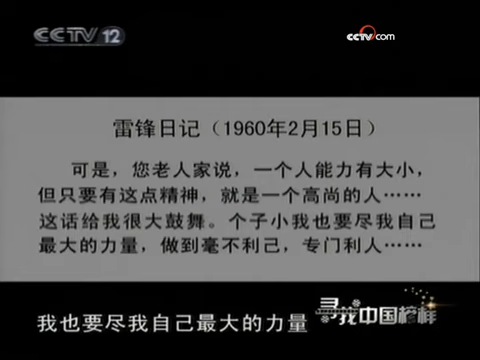 CCTV 12
CCTV.com
雷锋日记（1960年2月15日）
可是，您老人家说，一个人能力有大小，
但只要有这点精神，就是一个高尚的人……
这话给我很大鼓舞。个子小我也要尽我自己
最大的力量，做到毫不利己，专门利人……
我也要尽我自己最大的力量
寻找中国榜样